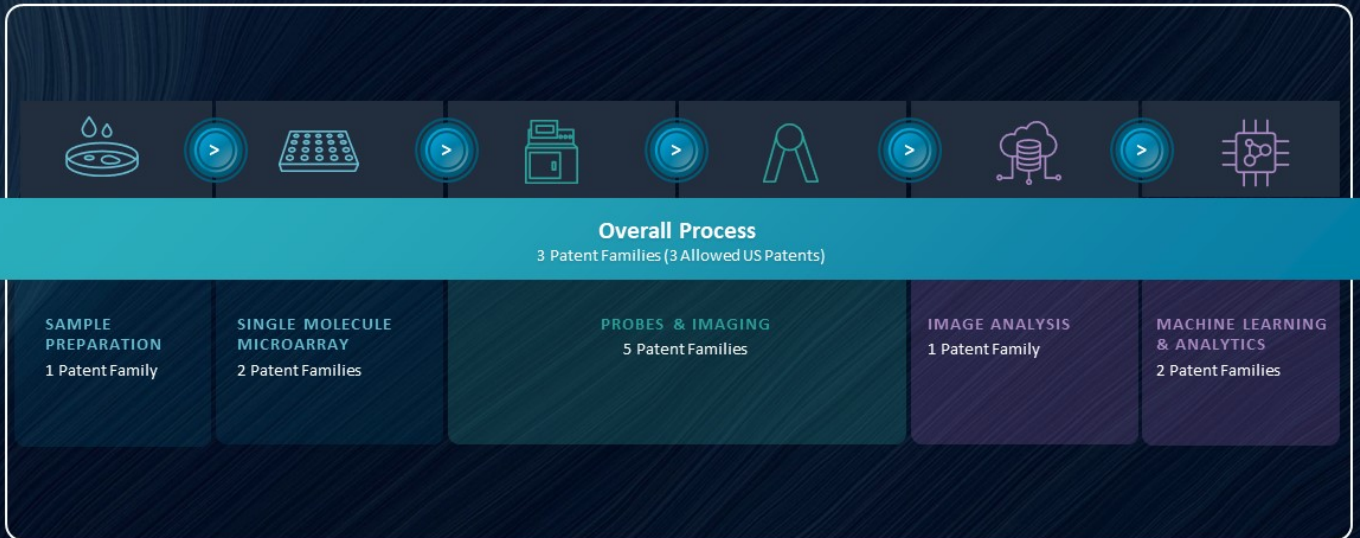 >
>
>
>
>
Overall Process
3 Patent Families (3 Allowed US Patents)
SAMPLE
PREPARATION
1 Patent Family
SINGLE MOLECULE
MICROARRAY
2 Patent Families
PROBES & IMAGING
5 Patent Families
IMAGE ANALYSIS
1 Patent Family
MACHINE LEARNING
& ANALYTICS
2 Patent Families